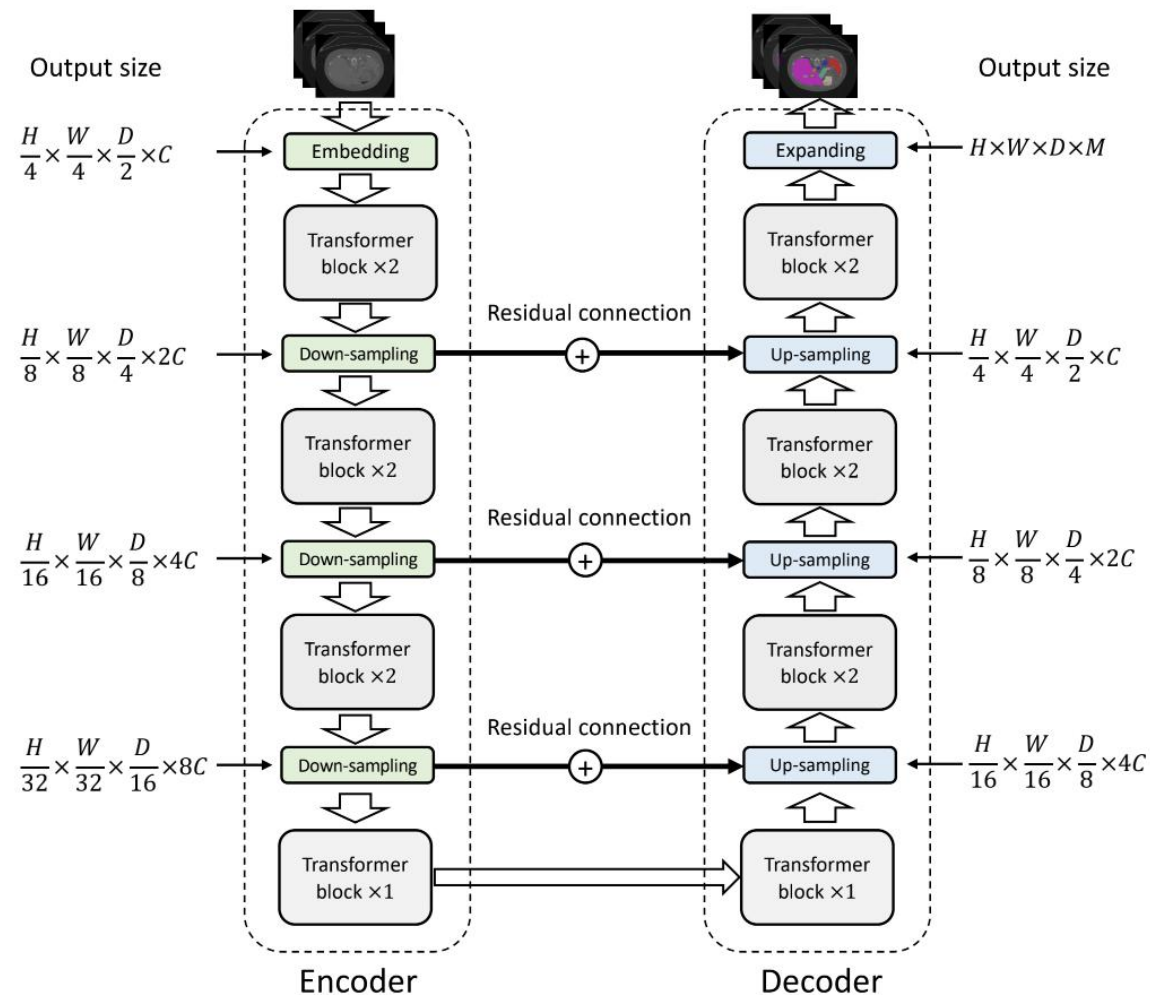 Output size
Output size
H/4 × W/4 × D/2 × C
Embedding
Expanding
H×W×D×M
Transformer
block ×2
Transformer
block ×2
Residual connection
H/8 × W/8 × D/4 × 2C
Down-sampling
+
Up-sampling
H/4 × W/4 × D/2 × C
Transformer
block ×2
Transformer
block ×2
Residual connection
H/16 × W/16 × D/8 × 4C
Down-sampling
+
Up-sampling
H/8 × W/8 × D/4 × 2C
Transformer
block ×2
Transformer
block ×2
Residual connection
H/32 × W/32 × D/16 × 8C
Down-sampling
+
Up-sampling
H/16 × W/16 × D/8 × 4C
Transformer
block ×1
Transformer
block ×1
Encoder
Decoder